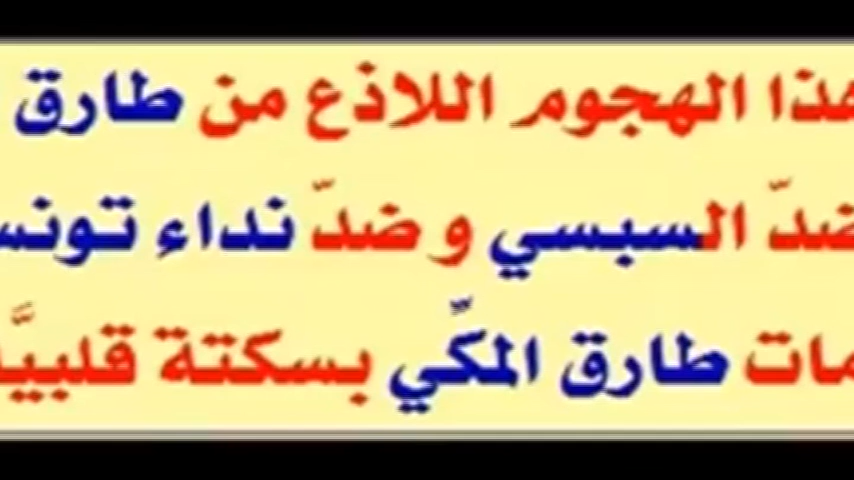 هذا الهجوم اللاذع من طارق
ضدّ السبسي و ضدّ نداء تونس
مات طارق المكّي بسكتة قلبيَّة